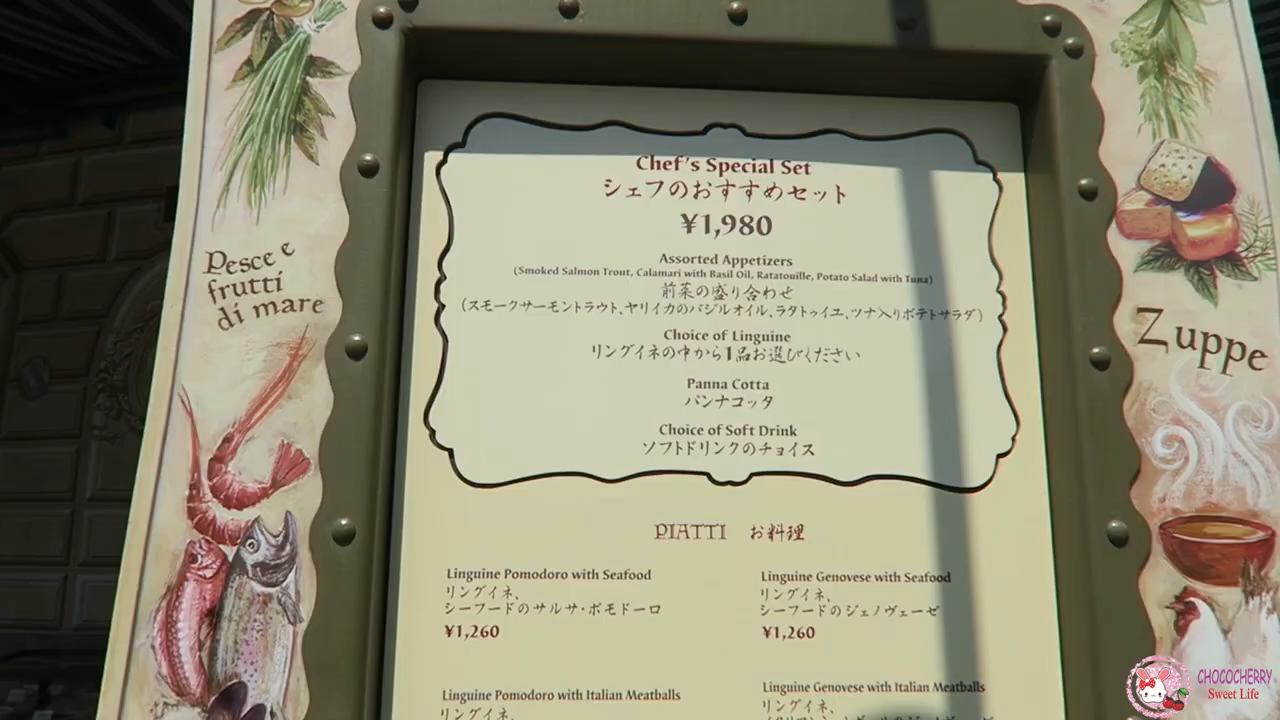 Pesce e
frutti
di mare
Chef's Special Set
シェフのおすすめセット
¥1,980
Assorted Appetizers
(Smoked Salmon Trout, Calamari with Basil Oil, Ratatouille, Potato Salad with Tuna)
前菜の盛り合わせ
(スモークサーモントラウト、ヤリイカのバジルオイル、ラタトゥイユ、ツナ入りポテトサラダ)
Choice of Linguine
リングイネの中から1品お選びください
Panna Cotta
パンナコッタ
Choice of Soft Drink
ソフトドリンクのチョイス
PIATTI お料理
Linguine Pomodoro with Seafood
リングイネ、
シーフードのサルサ・ポモドーロ
¥1,260
Linguine Genovese with Seafood
リングイネ、
シーフードのジェノヴェーゼ
¥1,260
Linguine Pomodoro with Italian Meatballs
リングイネ、
Linguine Genovese with Italian Meatballs
リングイネ、
Zuppe
CHOCOCHERRY
Sweet Life